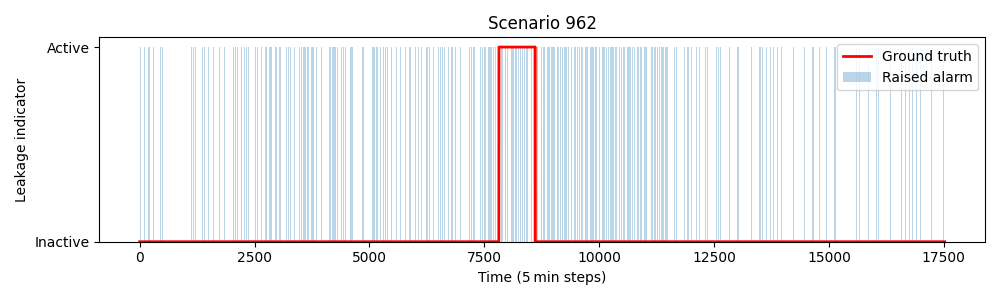 Scenario 962
Active
Inactive
Leakage indicator
Ground truth
Raised alarm
0
2500
5000
7500
10000
12500
15000
17500
Time (5 min steps)